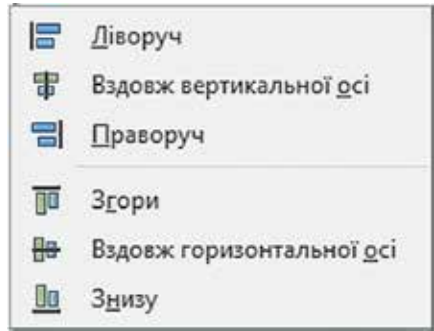 Ліворуч
Вздовж вертикальної осі
Праворуч
Згори
Вздовж горизонтальної осі
Знизу